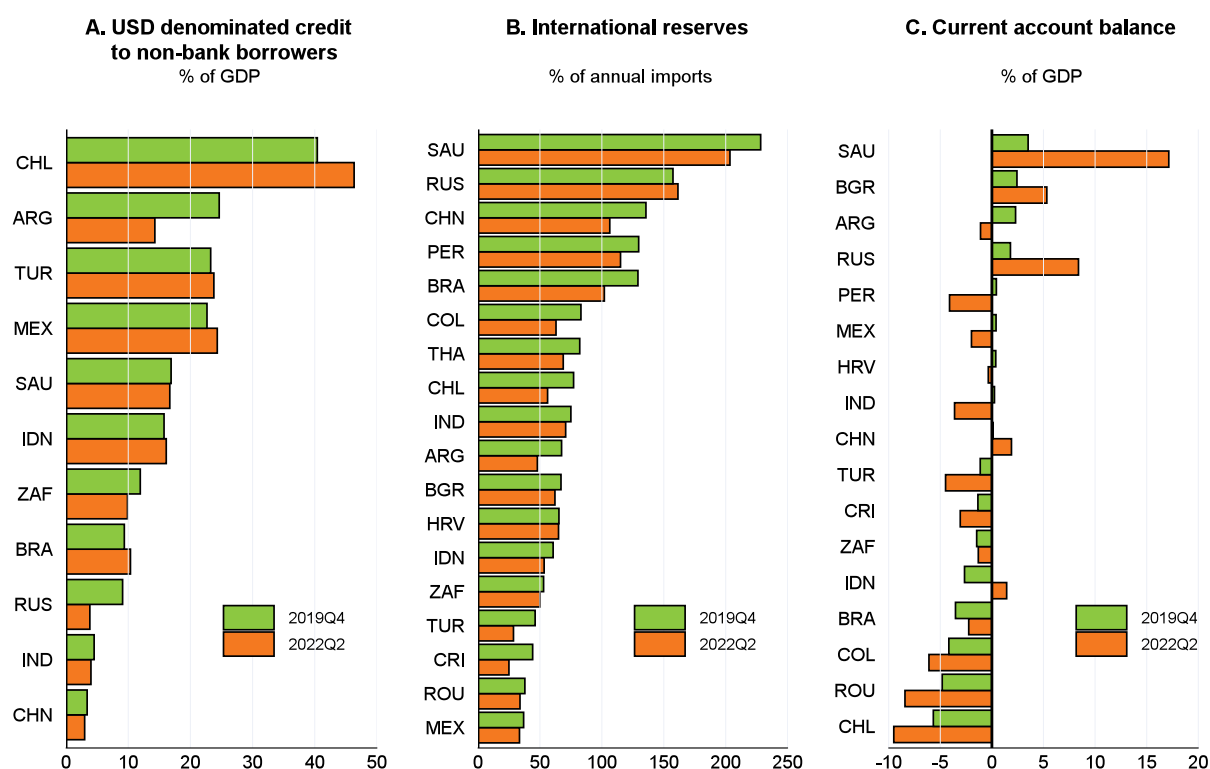 A. USD denominated credit
to non-bank borrowers
% of GDP
CHL
ARG
TUR
MEX
SAU
IDN
ZAF
BRA
RUS
IND
CHN
2019Q4
2022Q2
0 10 20 30 40 50
B. International reserves
% of annual imports
SAU
RUS
CHN
PER
BRA
COL
THA
CHL
IND
ARG
BGR
HRV
IDN
ZAF
TUR
CRI
ROU
MEX
2019Q4
2022Q2
0 50 100 150 200 250
C. Current account balance
% of GDP
SAU
BGR
ARG
RUS
PER
MEX
HRV
IND
CHN
TUR
CRI
ZAF
IDN
BRA
COL
ROU
CHL
2019Q4
2022Q2
-10 -5 0 5 10 15 20